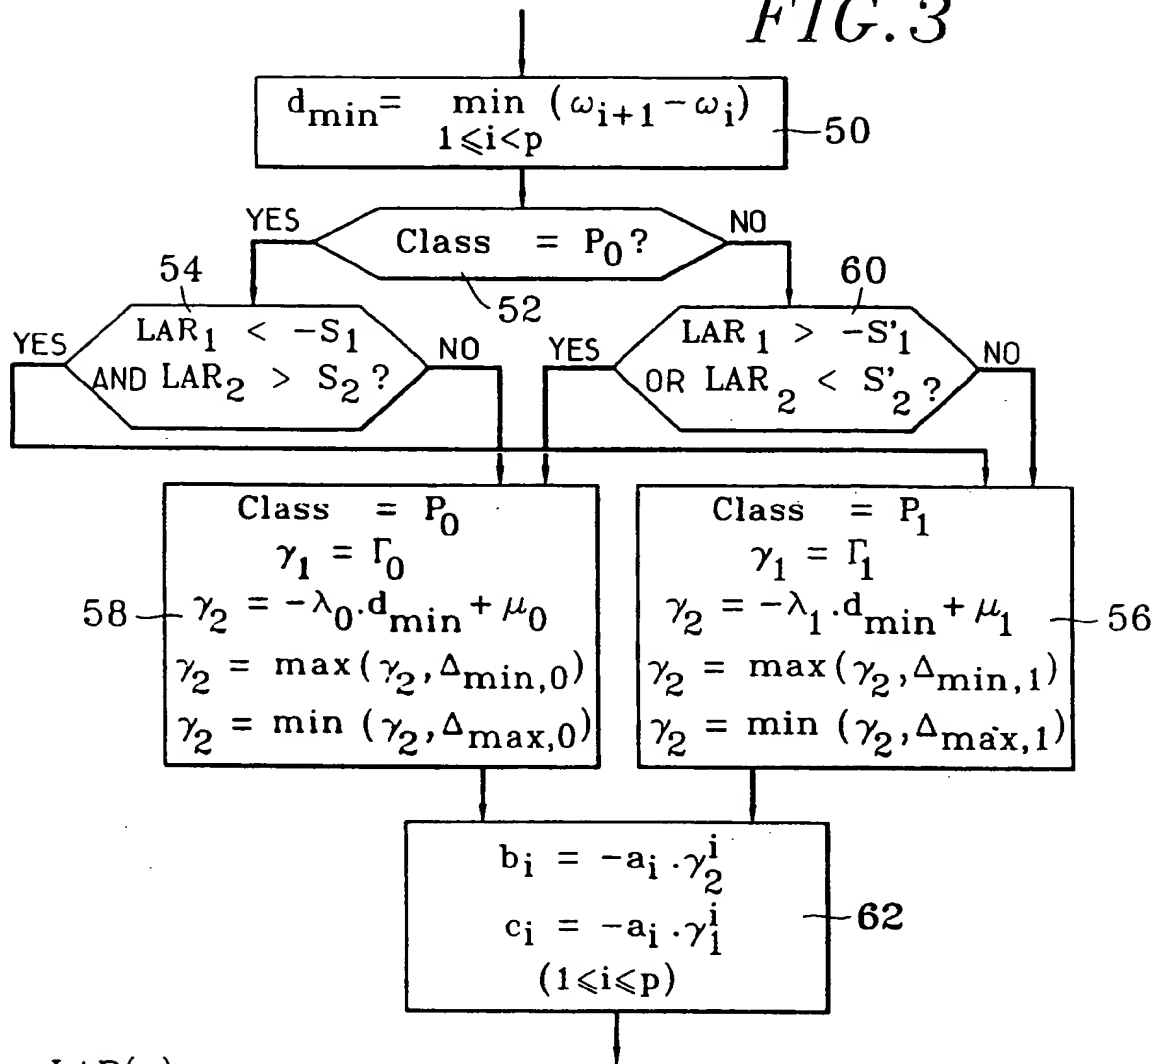 FIG. 3
d_min = min (ω_{i+1} − ω_i)
1⩽i<p
50
YES
NO
Class = P_0 ?
52
54
60
LAR_1 < -S_1
AND LAR_2 > S_2 ?
YES
NO
LAR_1 > -S'_1
OR LAR_2 < S'_2 ?
YES
NO
Class = P_0
γ_1 = Γ_0
γ_2 = -λ_0.d_min + μ_0
γ_2 = max(γ_2, Δ_min,0)
γ_2 = min (γ_2, Δ_max,0)
58
Class = P_1
γ_1 = Γ_1
γ_2 = -λ_1.d_min + μ_1
γ_2 = max(γ_2, Δ_min,1)
γ_2 = min (γ_2, Δ_max,1)
56
b_i = -a_i .γ_2^i
c_i = -a_i .γ_1^i
(1⩽i⩽p)
62